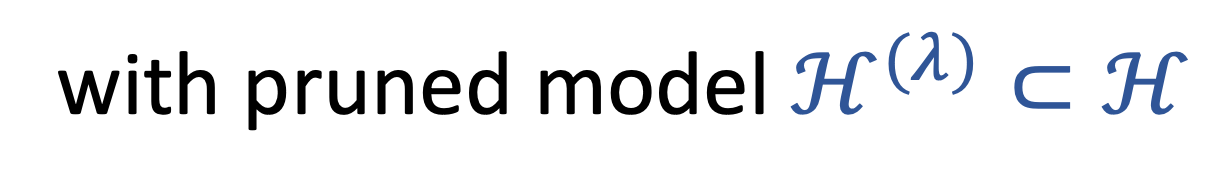 with pruned model ℋ^(λ) ⊂ ℋ